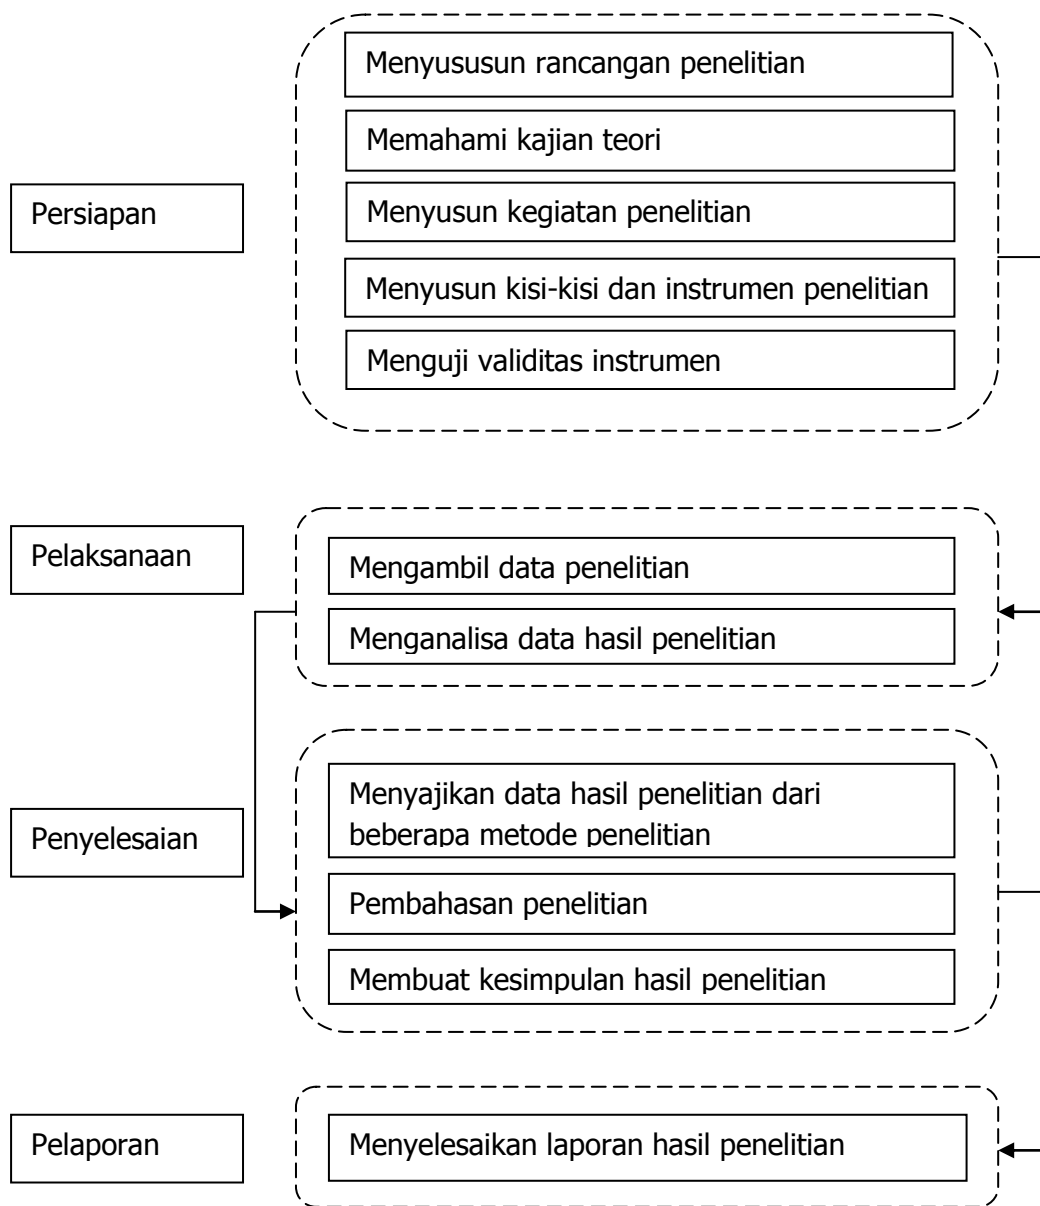 Menyususun rancangan penelitian
Memahami kajian teori
Persiapan
Menyusun kegiatan penelitian
Menyusun kisi-kisi dan instrumen penelitian
Menguji validitas instrumen
Pelaksanaan
Mengambil data penelitian
Menganalisa data hasil penelitian
Penyelesaian
Menyajikan data hasil penelitian dari
beberapa metode penelitian
Pembahasan penelitian
Membuat kesimpulan hasil penelitian
Pelaporan
Menyelesaikan laporan hasil penelitian